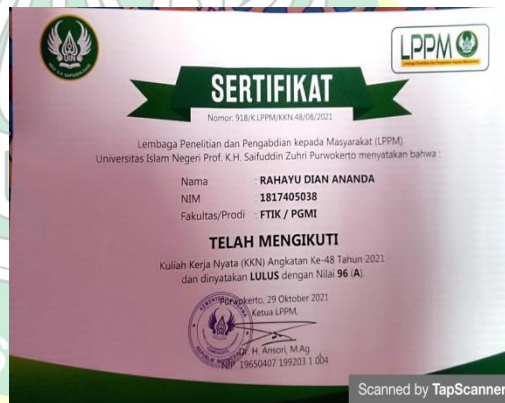 UIN
LPPM
SERTIFIKAT
Nomor: 918/K.LPPM/KKN.48/08/2021
Lembaga Penelitian dan Pengabdian kepada Masyarakat (LPPM)
Universitas Islam Negeri Prof. K.H. Saifuddin Zuhri Purwokerto menyatakan bahwa :
Nama : RAHAYU DIAN ANANDA
NIM : 1817405038
Fakultas/Prodi : FTIK / PGMI
TELAH MENGIKUTI
Kuliah Kerja Nyata (KKN) Angkatan Ke-48 Tahun 2021
dan dinyatakan LULUS dengan Nilai 96 (A).
Purwokerto, 29 Oktober 2021
Ketua LPPM,
Dr. H. Ansori, M.Ag
NIP. 19650407 199203 1 004
Scanned by TapScanner